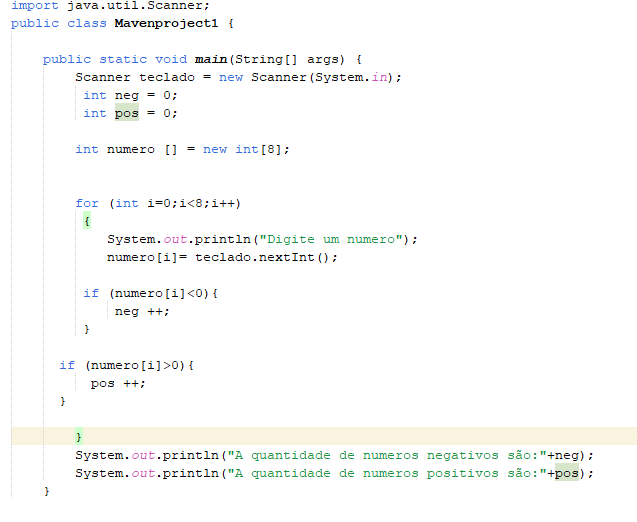 import java.util.Scanner;
public class Mavenproject1 {
public static void main(String[] args) {
Scanner teclado = new Scanner(System.in);
int neg = 0;
int pos = 0;
int numero [] = new int[8];
for (int i=0;i<8;i++)
{
System.out.println("Digite um numero");
numero[i]= teclado.nextInt();
if (numero[i]<0){
neg ++;
}
if (numero[i]>0){
pos ++;
}
}
System.out.println("A quantidade de numeros negativos são:"+neg);
System.out.println("A quantidade de numeros positivos são:"+pos);
}